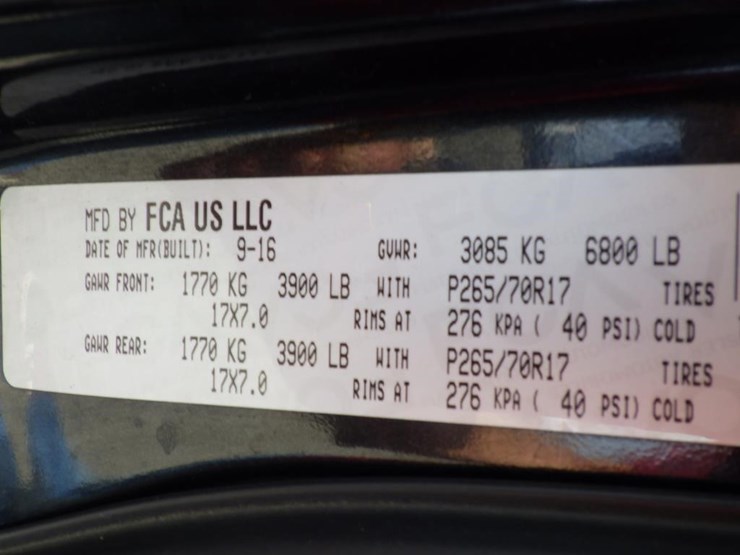 MFD BY FCA US LLC
DATE OF MFR(BUILT): 9-16 GVWR: 3085 KG 6800 LB
GAWR FRONT: 1770 KG 3900 LB WITH P265/70R17 TIRES
17X7.0 RIMS AT 276 KPA ( 40 PSI) COLD
GAWR REAR: 1770 KG 3900 LB WITH P265/70R17 TIRES
17X7.0 RIMS AT 276 KPA ( 40 PSI) COLD